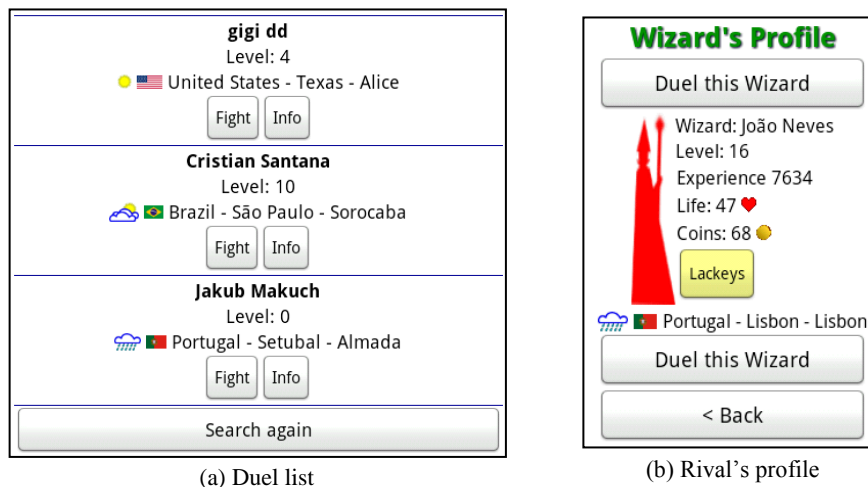 gigi dd
Level: 4
United States - Texas - Alice
Fight Info
Cristian Santana
Level: 10
Brazil - São Paulo - Sorocaba
Fight Info
Jakub Makuch
Level: 0
Portugal - Setubal - Almada
Fight Info
Search again
(a) Duel list
Wizard's Profile
Duel this Wizard
Wizard: João Neves
Level: 16
Experience 7634
Life: 47
Coins: 68
Lackeys
Portugal - Lisbon - Lisbon
Duel this Wizard
< Back
(b) Rival's profile